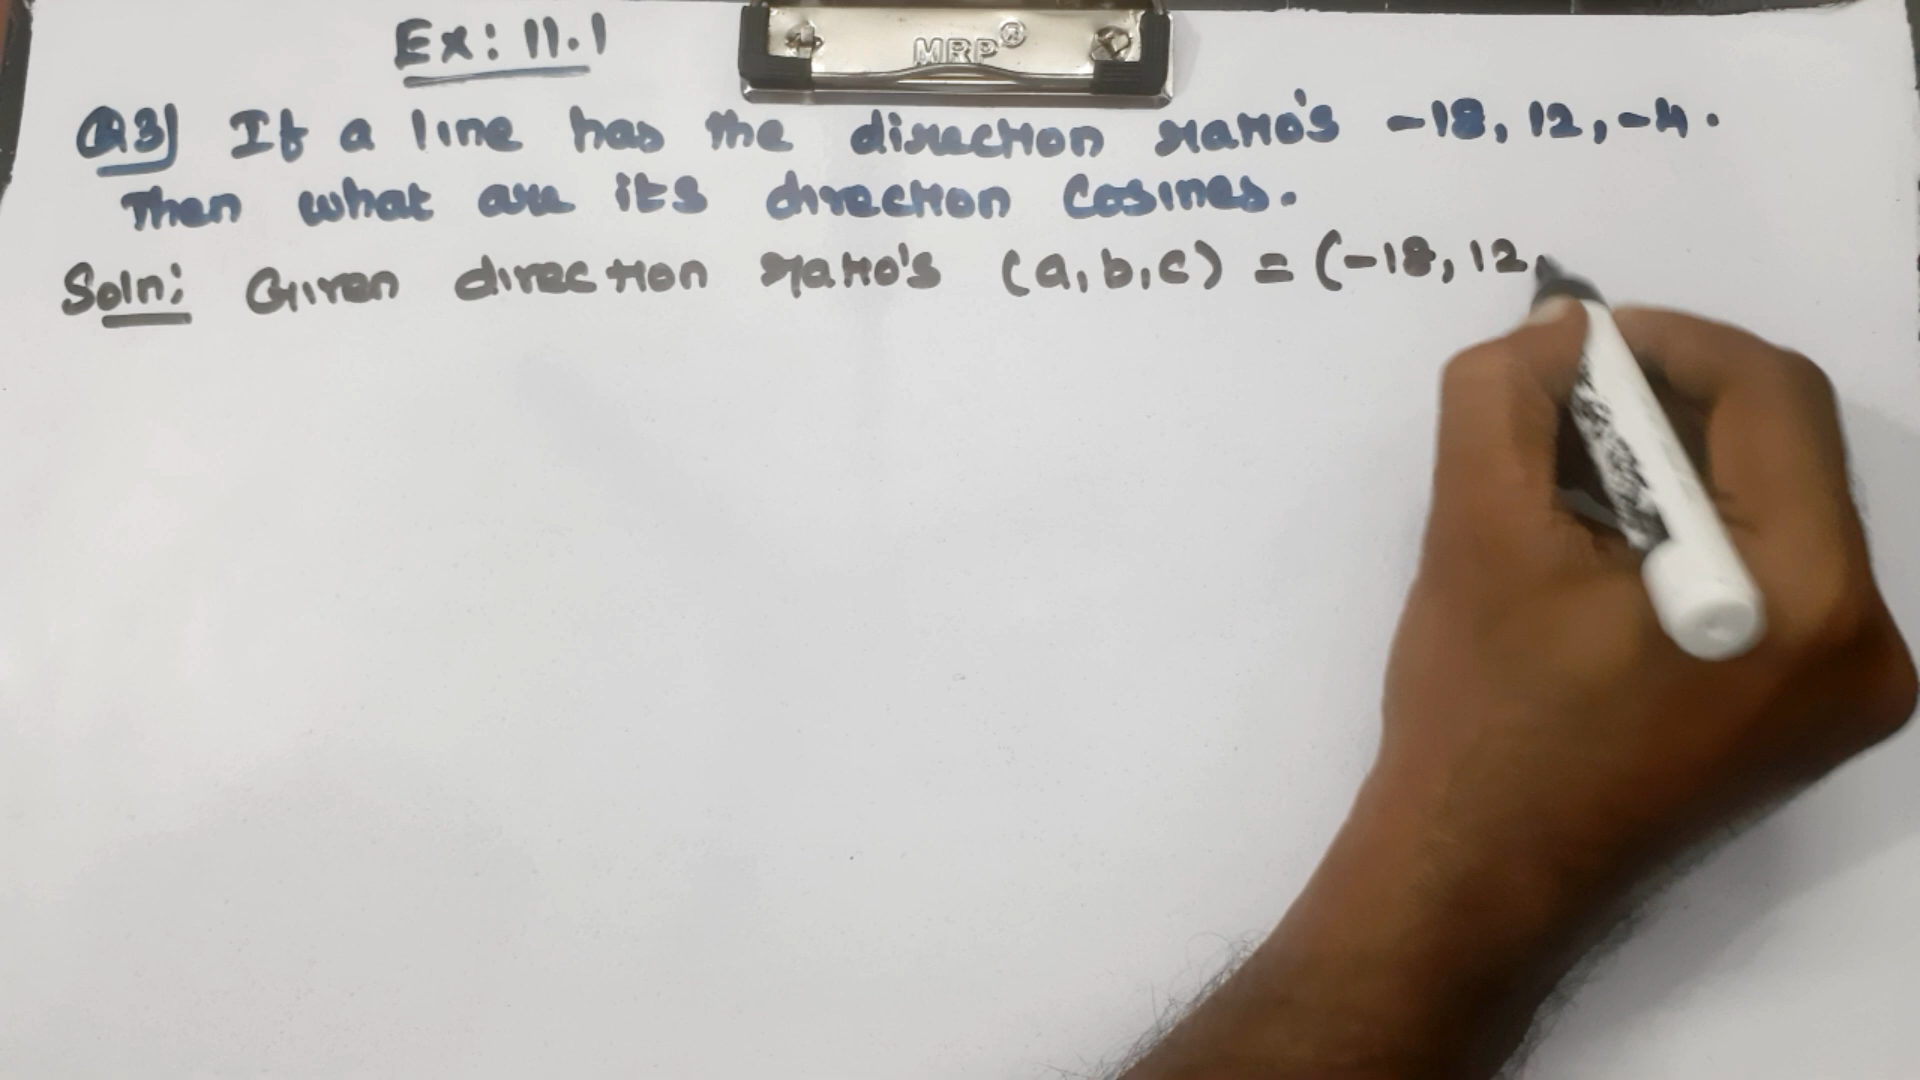 Ex: 11.1
MRP®
Q3) If a line has the direction ratio's -18, 12, -4.
Then what are its direction Cosines.
Soln: Given direction ratio's (a, b, c) = (-18, 12,